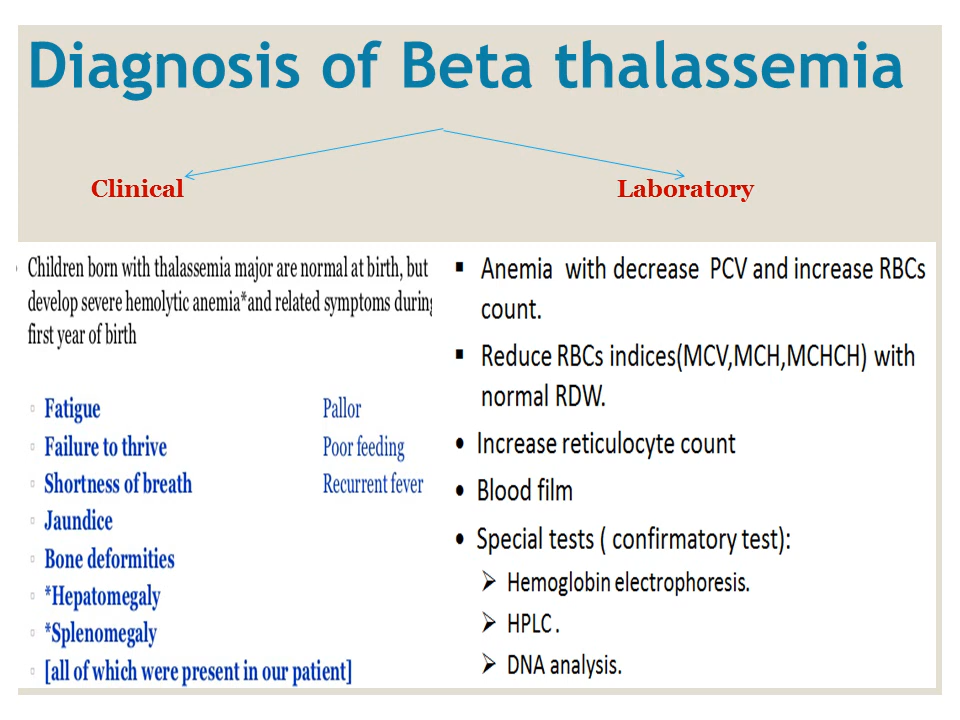 Diagnosis of Beta thalassemia
Clinical
Laboratory
Children born with thalassemia major are normal at birth, but
develop severe hemolytic anemia*and related symptoms during
first year of birth
▫ Fatigue Pallor
▫ Failure to thrive Poor feeding
▫ Shortness of breath Recurrent fever
▫ Jaundice
▫ Bone deformities
▫ *Hepatomegaly
▫ *Splenomegaly
▫ [all of which were present in our patient]
▪ Anemia with decrease PCV and increase RBCs
count.
▪ Reduce RBCs indices(MCV,MCH,MCHCH) with
normal RDW.
• Increase reticulocyte count
• Blood film
• Special tests ( confirmatory test):
➢ Hemoglobin electrophoresis.
➢ HPLC .
➢ DNA analysis.